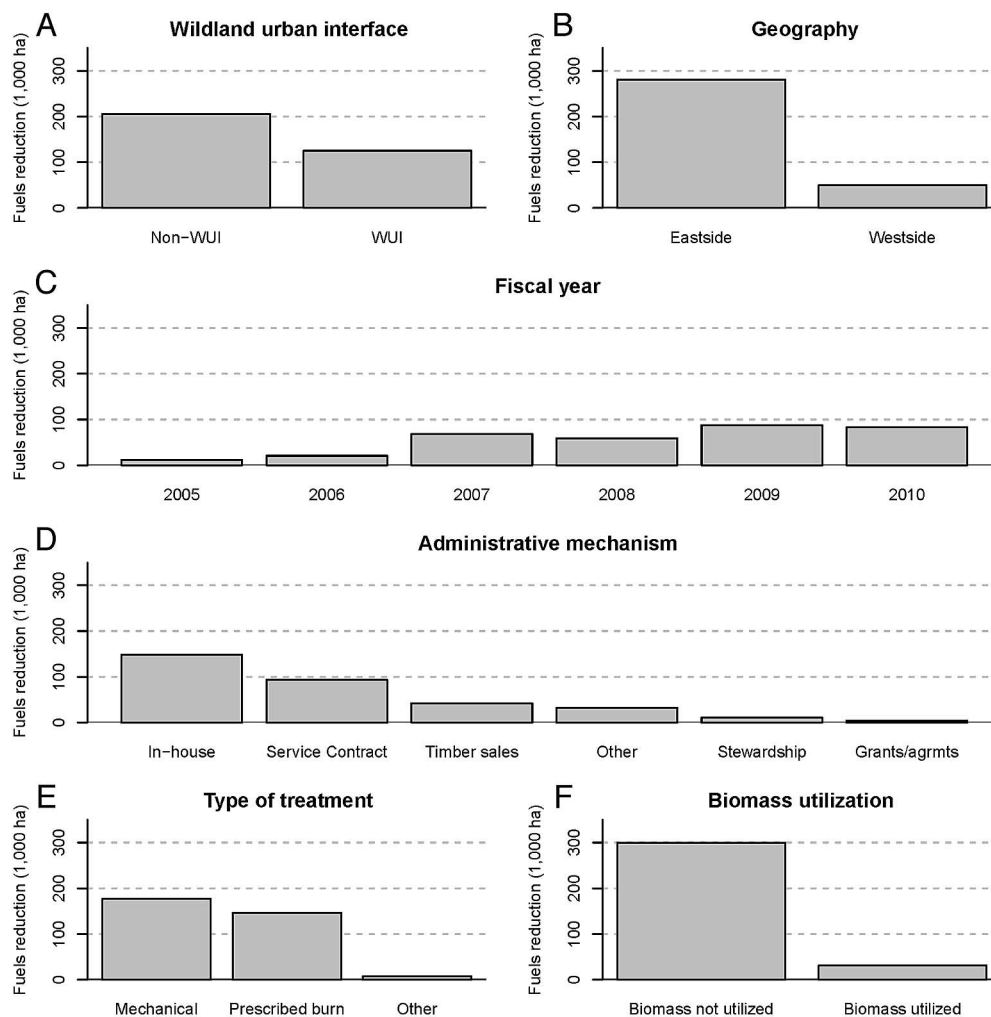 A
Wildland urban interface
Fuels reduction (1,000 ha)
300
200
100
0
Non−WUI WUI
B
Geography
Fuels reduction (1,000 ha)
300
200
100
0
Eastside Westside
C
Fiscal year
Fuels reduction (1,000 ha)
300
200
100
0
2005 2006 2007 2008 2009 2010
D
Administrative mechanism
Fuels reduction (1,000 ha)
300
200
100
0
In−house Service Contract Timber sales Other Stewardship Grants/agrmts
E
Type of treatment
Fuels reduction (1,000 ha)
300
200
100
0
Mechanical Prescribed burn Other
F
Biomass utilization
Fuels reduction (1,000 ha)
300
200
100
0
Biomass not utilized Biomass utilized